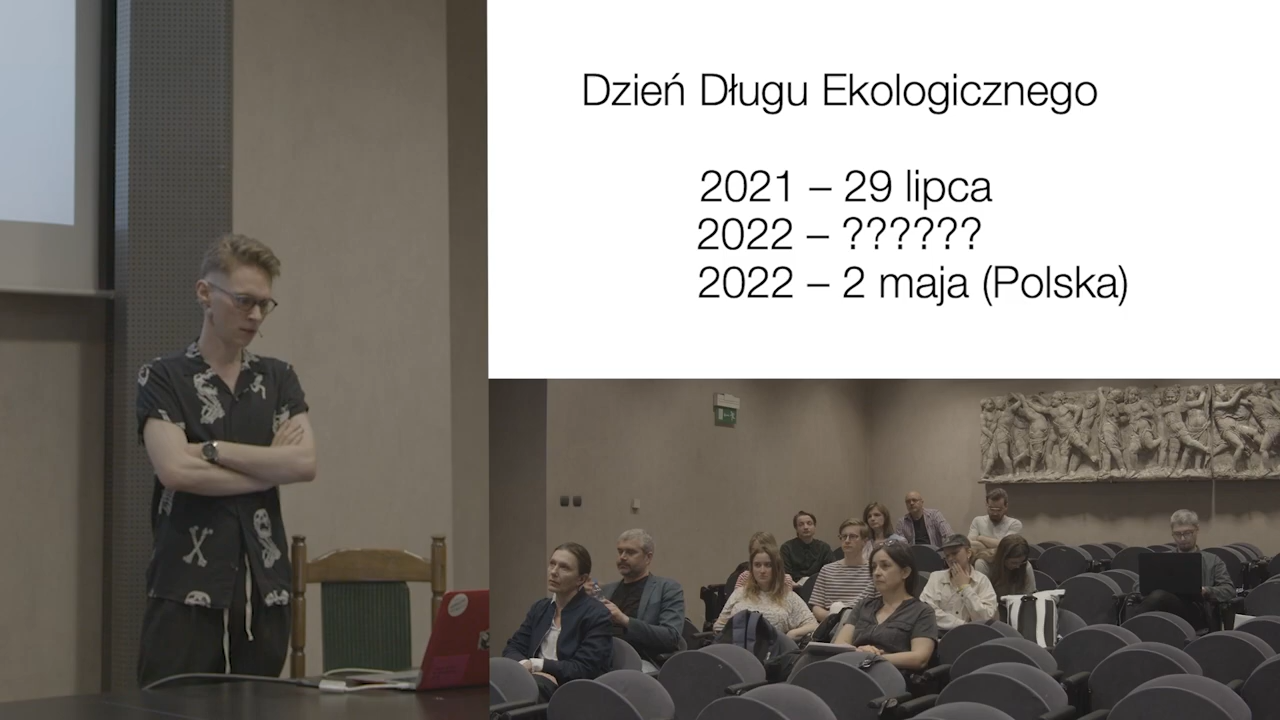 Dzień Długu Ekologicznego
2021 – 29 lipca
2022 – ??????
2022 – 2 maja (Polska)